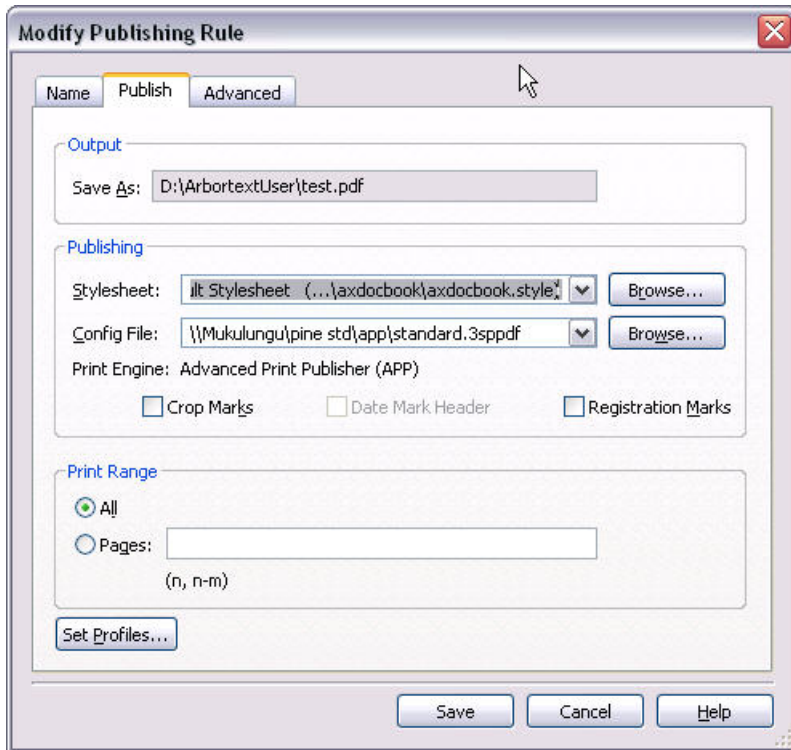 Modify Publishing Rule
Name Publish Advanced
Output
Save As: D:\ArbortextUser\test.pdf
Publishing
Stylesheet: ult Stylesheet (...\axdocbook\axdocbook.style) Browse...
Config File: \\Mukulungu\pine std\app\standard.3sppdf Browse...
Print Engine: Advanced Print Publisher (APP)
Crop Marks Date Mark Header Registration Marks
Print Range
All
Pages:
(n, n-m)
Set Profiles...
Save Cancel Help